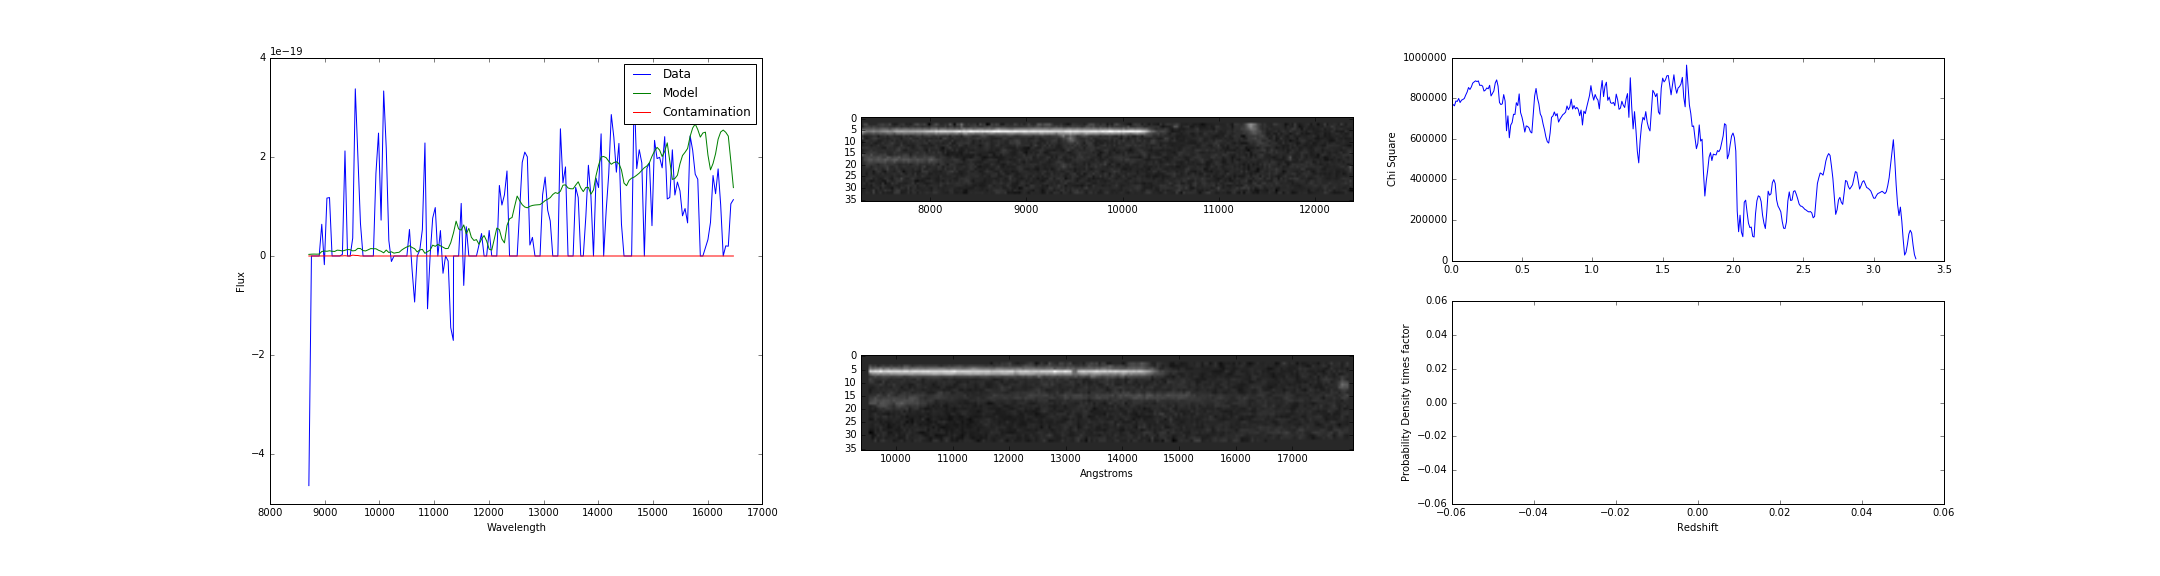 1e−19
4
2
0
−2
−4
8000 9000 10000 11000 12000 13000 14000 15000 16000 17000
Wavelength
Flux
Data
Model
Contamination
0
5
10
15
20
25
30
35
8000 9000 10000 11000 12000
0
5
10
15
20
25
30
35
10000 11000 12000 13000 14000 15000 16000 17000
Angstroms
1000000
800000
600000
400000
200000
0
0.0 0.5 1.0 1.5 2.0 2.5 3.0 3.5
Chi Square
0.06
0.04
0.02
0.00
−0.02
−0.04
−0.06
−0.06 −0.04 −0.02 0.00 0.02 0.04 0.06
Redshift
Probability Density times factor